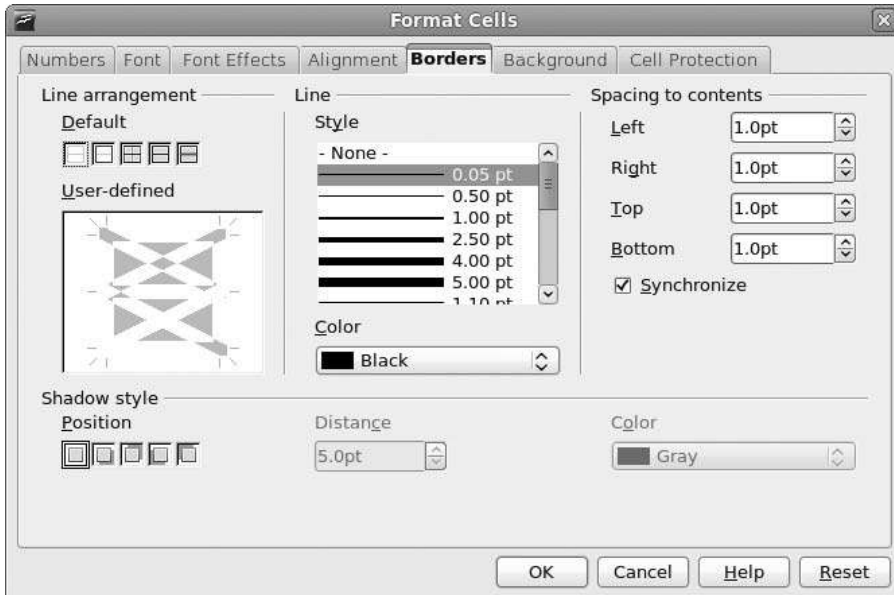 Format Cells
Numbers Font Font Effects Alignment Borders Background Cell Protection
Line arrangement
Default
User-defined
Line
Style
- None -
0.05 pt
0.50 pt
1.00 pt
2.50 pt
4.00 pt
5.00 pt
1.10 pt
Color
Black
Spacing to contents
Left 1.0pt
Right 1.0pt
Top 1.0pt
Bottom 1.0pt
Synchronize
Shadow style
Position
Distance
5.0pt
Color
Gray
OK Cancel Help Reset